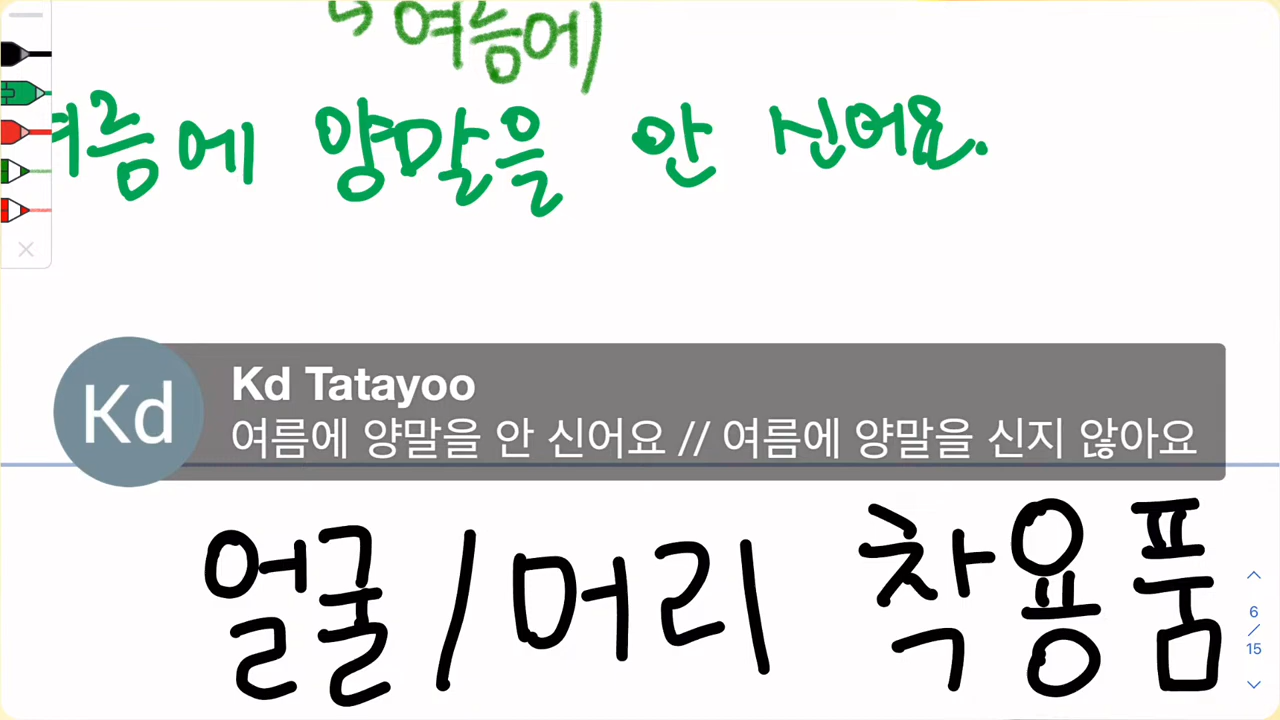 ↳ 여름에
여름에 양말을 안 신어요.
Kd
Kd Tatayoo
여름에 양말을 안 신어요 // 여름에 양말을 신지 않아요
얼굴/머리 착용품
6
/
15